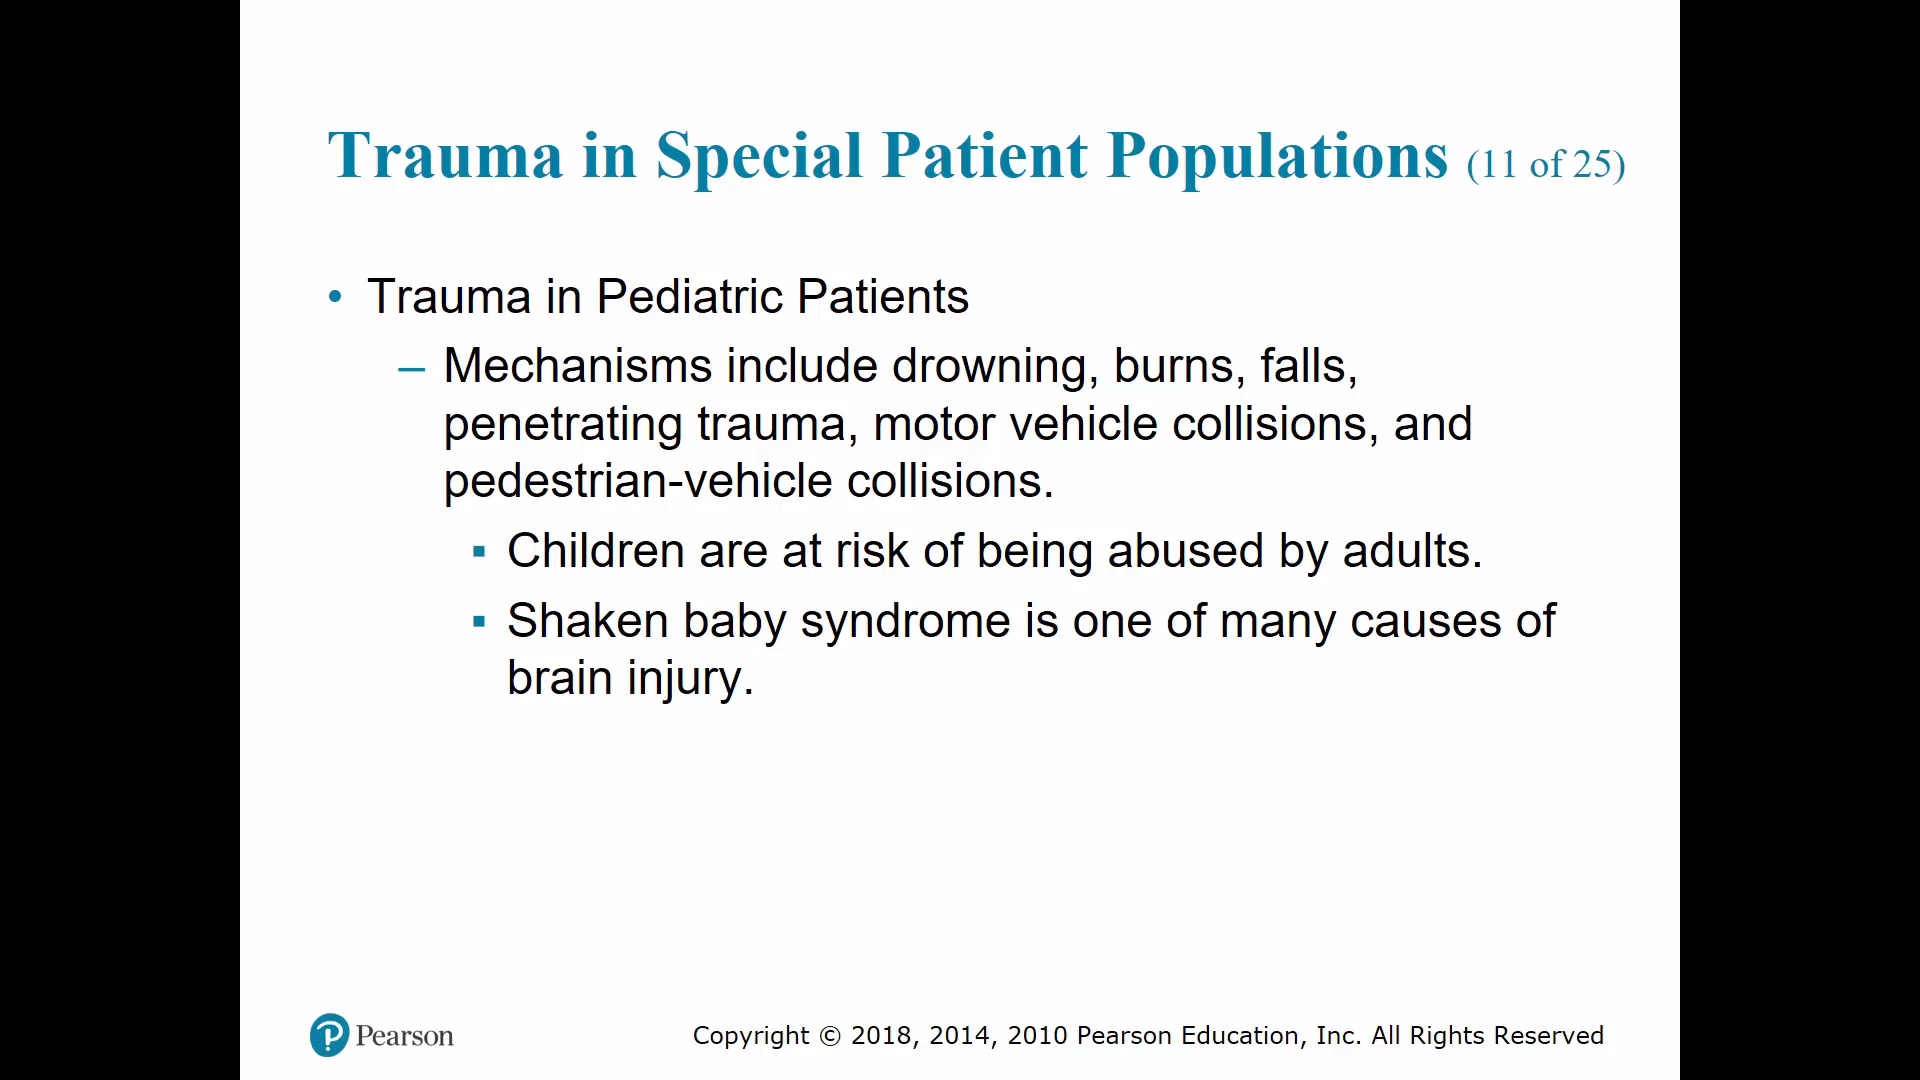 Trauma in Special Patient Populations (11 of 25)
• Trauma in Pediatric Patients
– Mechanisms include drowning, burns, falls,
penetrating trauma, motor vehicle collisions, and
pedestrian-vehicle collisions.
▪ Children are at risk of being abused by adults.
▪ Shaken baby syndrome is one of many causes of
brain injury.
Pearson
Copyright © 2018, 2014, 2010 Pearson Education, Inc. All Rights Reserved